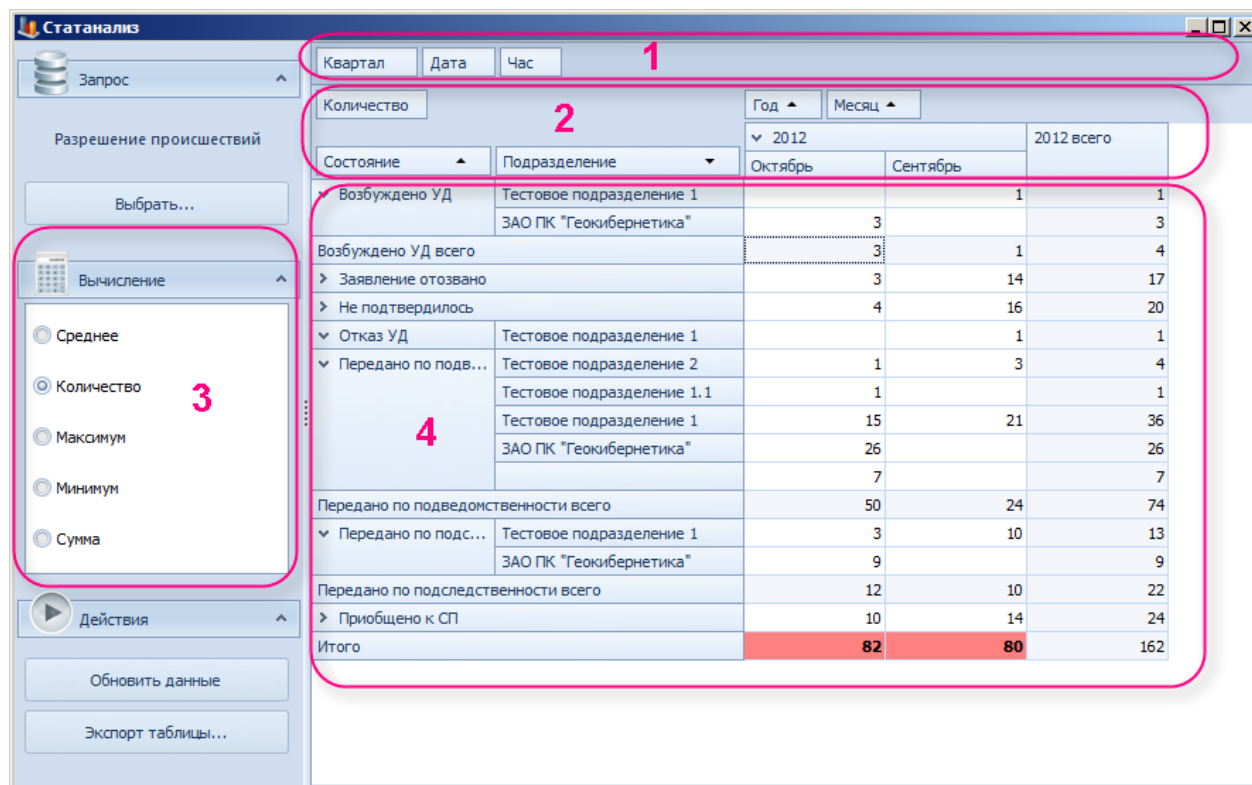 Статанализ
Запрос
Разрешение происшествий
Выбрать...
Вычисление
Среднее
Количество
Максимум
Минимум
Сумма
3
Действия
Обновить данные
Экспорт таблицы...
Квартал Дата Час 1
Количество 2 Год Месяц
2012 2012 всего
Состояние Подразделение Октябрь Сентябрь
Возбуждено УД Тестовое подразделение 1 1 1
ЗАО ПК "Геокибернетика" 3 3
Возбуждено УД всего 3 1 4
Заявление отозвано 3 14 17
Не подтвердилось 4 16 20
Отказ УД Тестовое подразделение 1 1 1
Передано по подв... Тестовое подразделение 2 1 3 4
Тестовое подразделение 1.1 1 1
4 Тестовое подразделение 1 15 21 36
ЗАО ПК "Геокибернетика" 26 26
7 7
Передано по подведомственности всего 50 24 74
Передано по подс... Тестовое подразделение 1 3 10 13
ЗАО ПК "Геокибернетика" 9 9
Передано по подследственности всего 12 10 22
Приобщено к СП 10 14 24
Итого 82 80 162